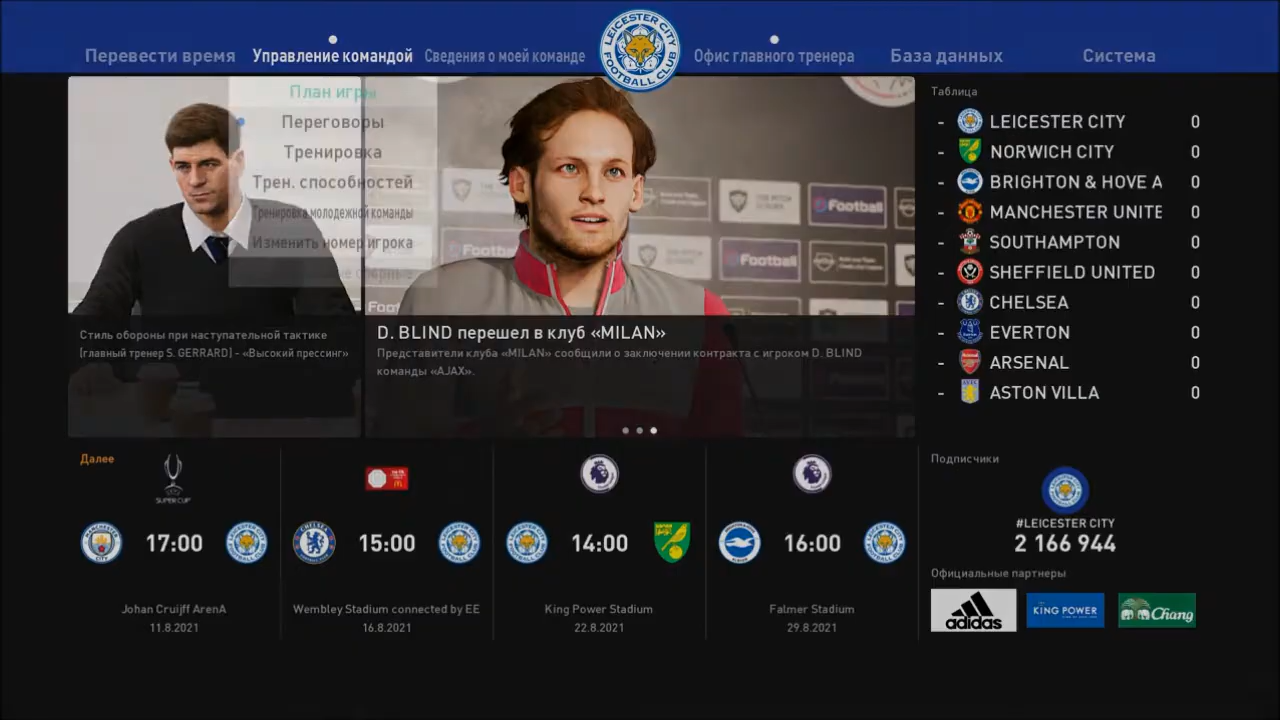 Перевести время
Управление командой
Сведения о моей команде
LEICESTER CITY
FOOTBALL CLUB
Офис главного тренера
База данных
Система
План игры
Переговоры
Тренировка
Трен. способностей
Тренировка молодежной команды
Изменить номер игрока
Football
Football
Football
Стиль обороны при наступательной тактике
[главный тренер S. GERRARD] - «Высокий прессинг»
D. BLIND перешел в клуб «MILAN»
Представители клуба «MILAN» сообщили о заключении контракта с игроком D. BLIND
команды «AJAX».
Таблица
- LEICESTER CITY 0
- NORWICH CITY 0
- BRIGHTON & HOVE A 0
- MANCHESTER UNITE 0
- SOUTHAMPTON 0
- SHEFFIELD UNITED 0
- CHELSEA 0
- EVERTON 0
- ARSENAL 0
- ASTON VILLA 0
Далее
SUPER CUP
17:00
Johan Cruijff ArenA
11.8.2021
15:00
Wembley Stadium connected by EE
16.8.2021
14:00
King Power Stadium
22.8.2021
16:00
Falmer Stadium
29.8.2021
Подписчики
#LEICESTER CITY
2 166 944
Официальные партнеры
adidas
KING POWER
Chang